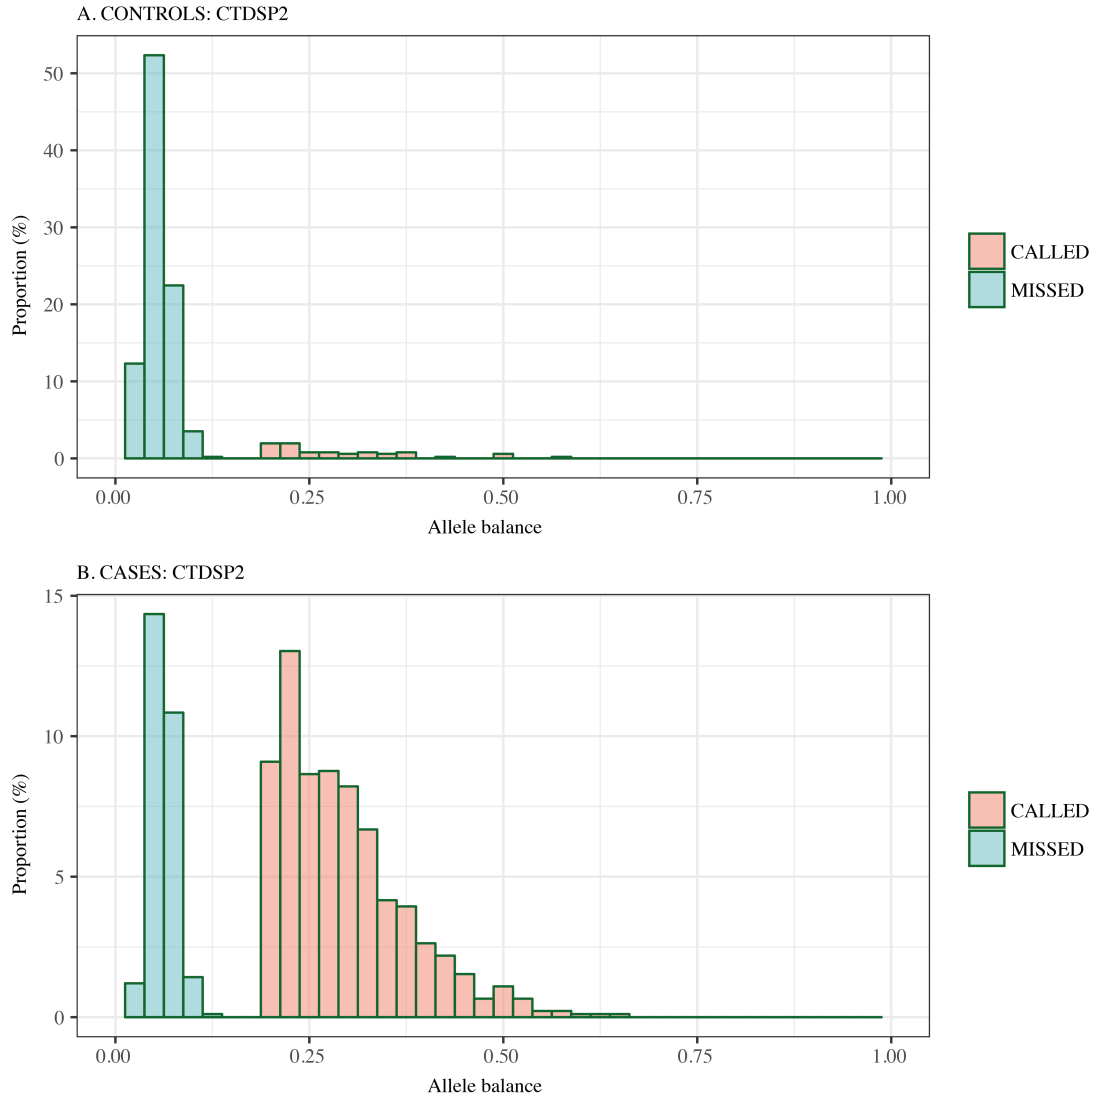 A. CONTROLS: CTDSP2
50
40
30
20
10
0
Proportion (%)
0.00 0.25 0.50 0.75 1.00
Allele balance
CALLED
MISSED
B. CASES: CTDSP2
15
10
5
0
Proportion (%)
0.00 0.25 0.50 0.75 1.00
Allele balance
CALLED
MISSED